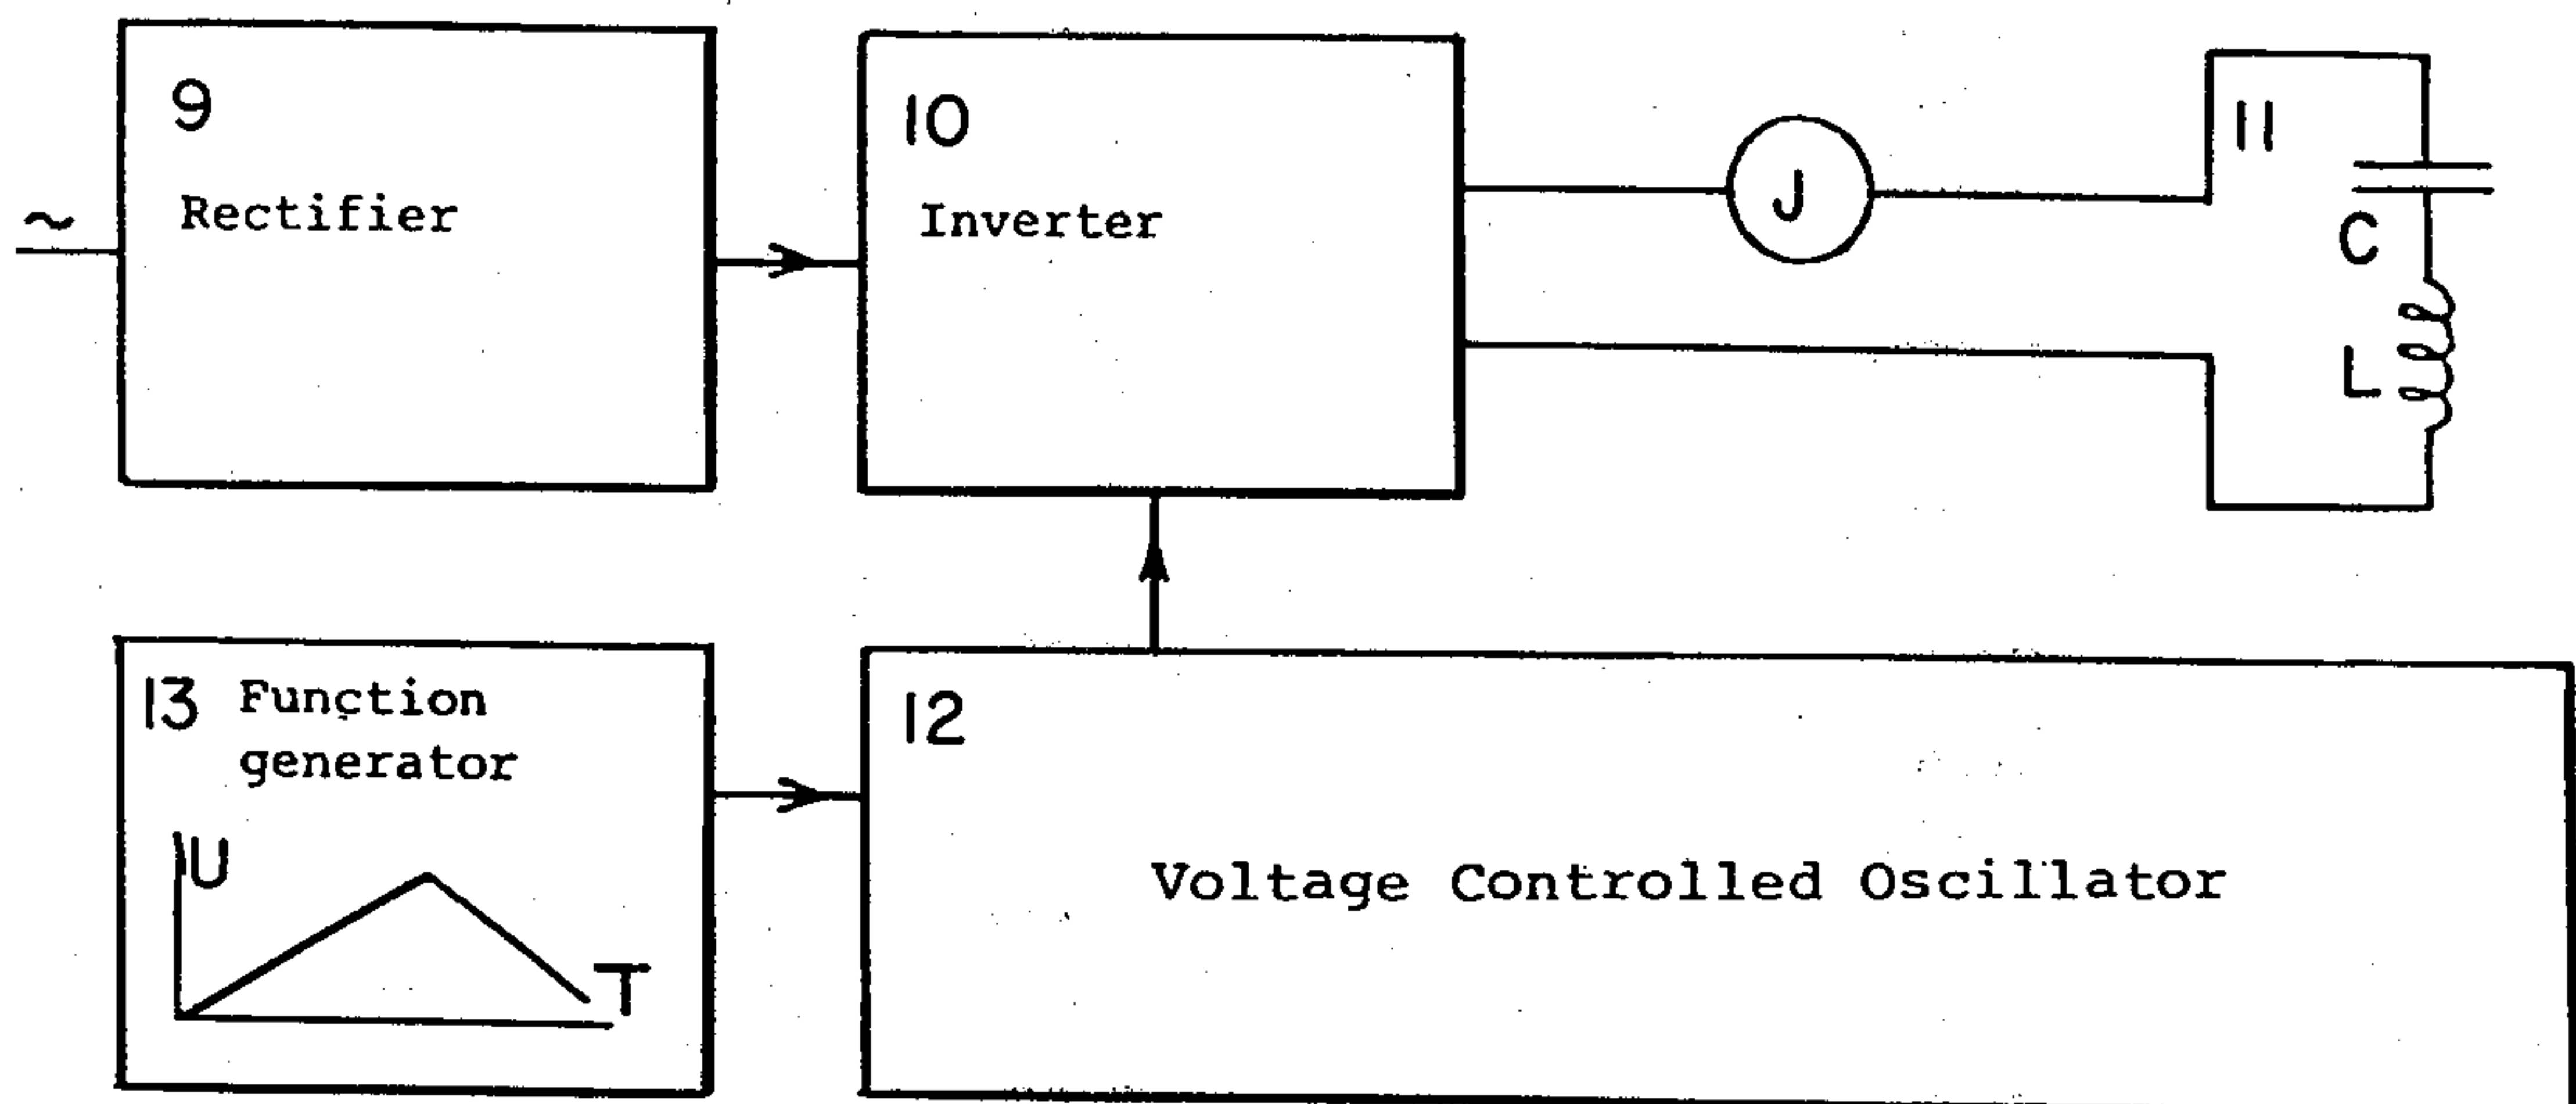 9
Rectifier
~
10
Inverter
J
11
C
L
13 Function
generator
U
T
12
Voltage Controlled Oscillator